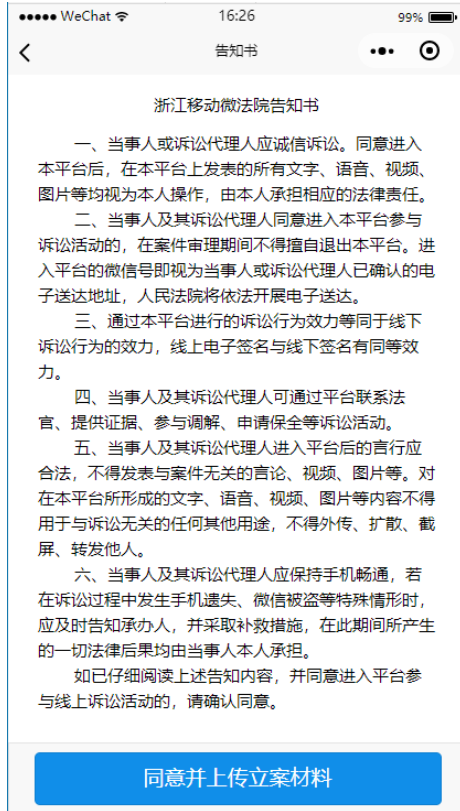 WeChat 16:26 99%
告知书
浙江移动微法院告知书
一、当事人或诉讼代理人应诚信诉讼。同意进入
本平台后，在本平台上发表的所有文字、语音、视频、
图片等均视为本人操作，由本人承担相应的法律责任。
二、当事人及其诉讼代理人同意进入本平台参与
诉讼活动的，在案件审理期间不得擅自退出本平台。进
入平台的微信号即视为当事人或诉讼代理人已确认的电
子送达地址，人民法院将依法开展电子送达。
三、通过本平台进行的诉讼行为效力等同于线下
诉讼行为的效力，线上电子签名与线下签名有同等效
力。
四、当事人及其诉讼代理人可通过平台联系法
官、提供证据、参与调解、申请保全等诉讼活动。
五、当事人及其诉讼代理人进入平台后的言行应
合法，不得发表与案件无关的言论、视频、图片等。对
在本平台所形成的文字、语音、视频、图片等内容不得
用于与诉讼无关的任何其他用途，不得外传、扩散、截
屏、转发他人。
六、当事人及其诉讼代理人应保持手机畅通，若
在诉讼过程中发生手机遗失、微信被盗等特殊情形时，
应及时告知承办人，并采取补救措施，在此期间所产生
的一切法律后果均由当事人本人承担。
如已仔细阅读上述告知内容，并同意进入平台参
与线上诉讼活动的，请确认同意。
同意并上传立案材料